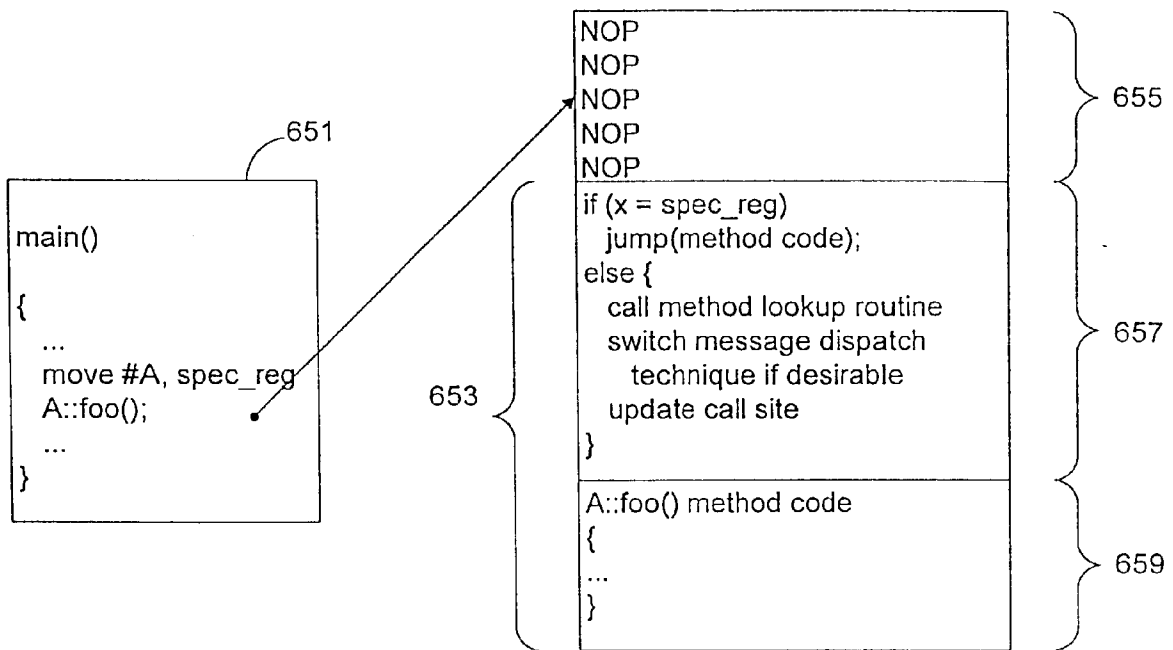 651
main()
{
...
move #A, spec_reg
A::foo();
...
}
653
NOP
NOP
NOP
NOP
NOP
655
if (x = spec_reg)
jump(method code);
else {
call method lookup routine
switch message dispatch
technique if desirable
update call site
}
657
A::foo() method code
{
...
}
659